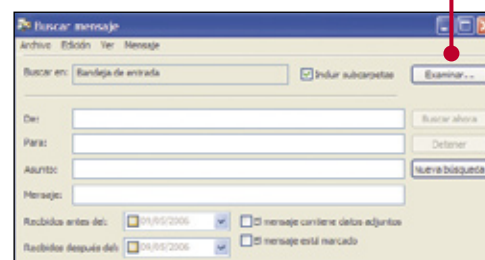 Buscar mensaje
Archivo Edición Ver Mensaje
Buscar en: Bandeja de entrada Incluir subcarpetas Examinar...
De: Buscar ahora
Para: Detener
Asunto: Nueva búsqueda
Mensaje:
Recibidos antes del: 09/05/2006 El mensaje contiene datos adjuntos
Recibidos después del: 09/05/2006 El mensaje está marcado